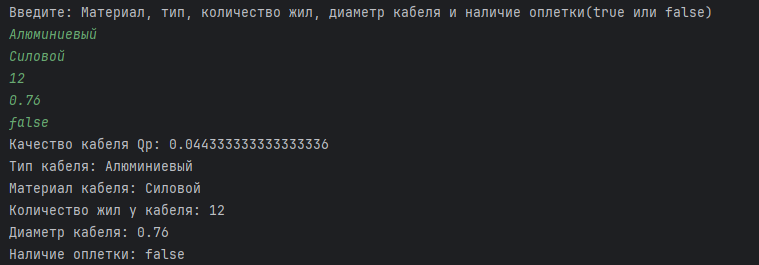 Введите: Материал, тип, количество жил, диаметр кабеля и наличие оплетки(true или false)
Алюминиевый
Силовой
12
0.76
false
Качество кабеля Qp: 0.044333333333333336
Тип кабеля: Алюминиевый
Материал кабеля: Силовой
Количество жил у кабеля: 12
Диаметр кабеля: 0.76
Наличие оплетки: false